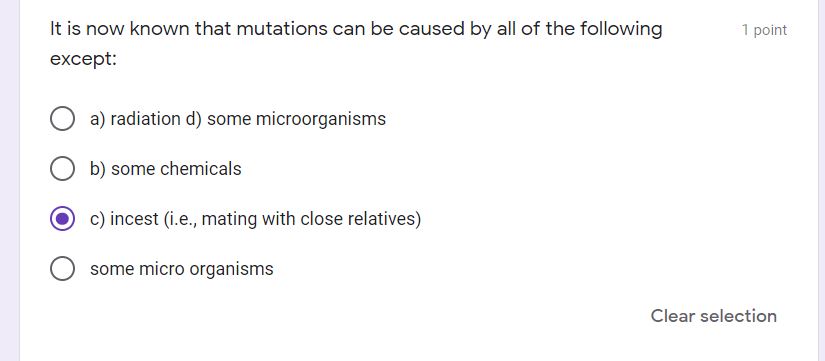 It is now known that mutations can be caused by all of the following
1 point
except:
a) radiation d) some microorganisms
b) some chemicals
c) incest (i.e., mating with close relatives)
some micro organisms
Clear selection